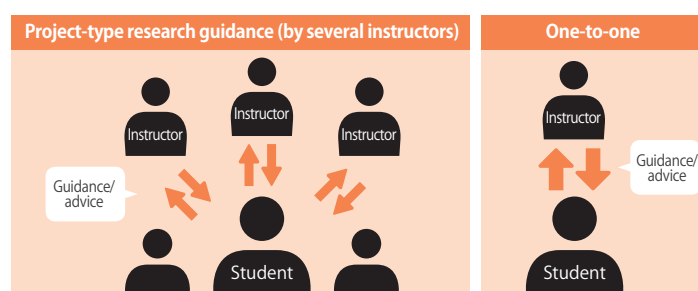 Project-type research guidance (by several instructors)
Instructor
Instructor
Instructor
Guidance/
advice
Student
One-to-one
Instructor
Guidance/
advice
Student